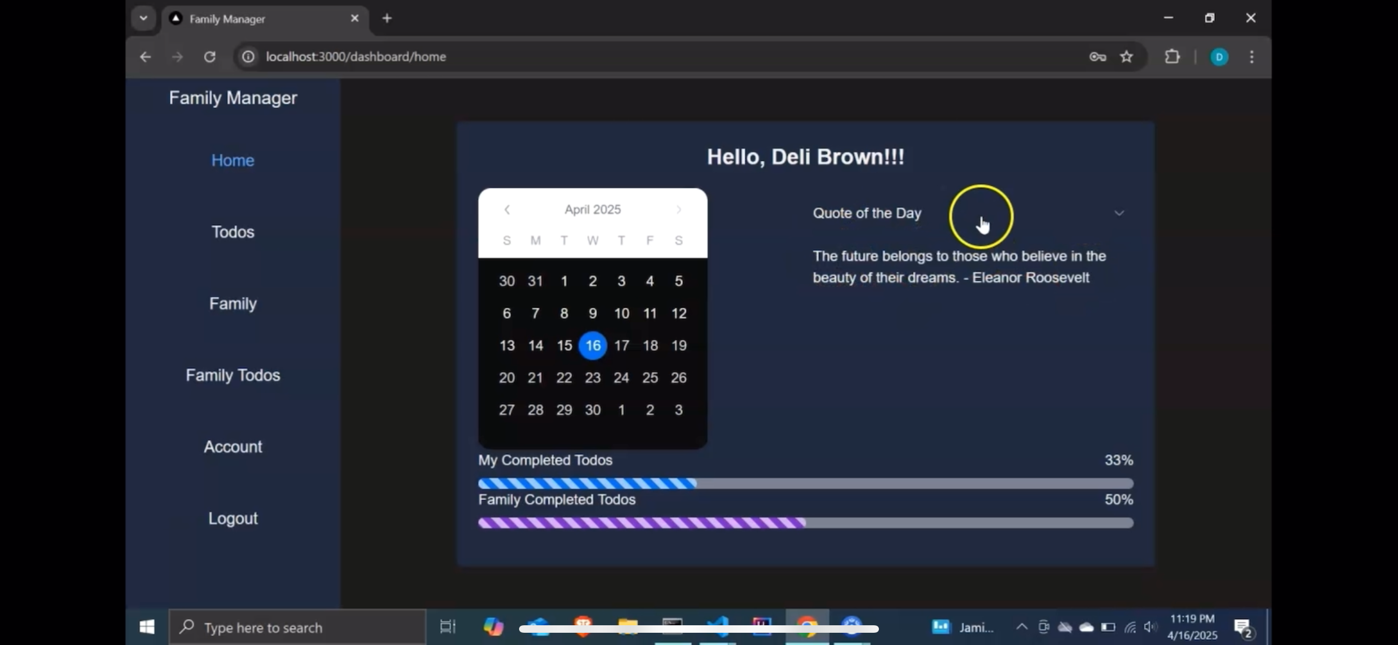 Family Manager
localhost:3000/dashboard/home
D
Family Manager
Home
Todos
Family
Family Todos
Account
Logout
Hello, Deli Brown!!!
April 2025
S M T W T F S
30 31 1 2 3 4 5
6 7 8 9 10 11 12
13 14 15 16 17 18 19
20 21 22 23 24 25 26
27 28 29 30 1 2 3
Quote of the Day
The future belongs to those who believe in the
beauty of their dreams. - Eleanor Roosevelt
My Completed Todos 33%
Family Completed Todos 50%
Type here to search
Jami...
11:19 PM
4/16/2025
2